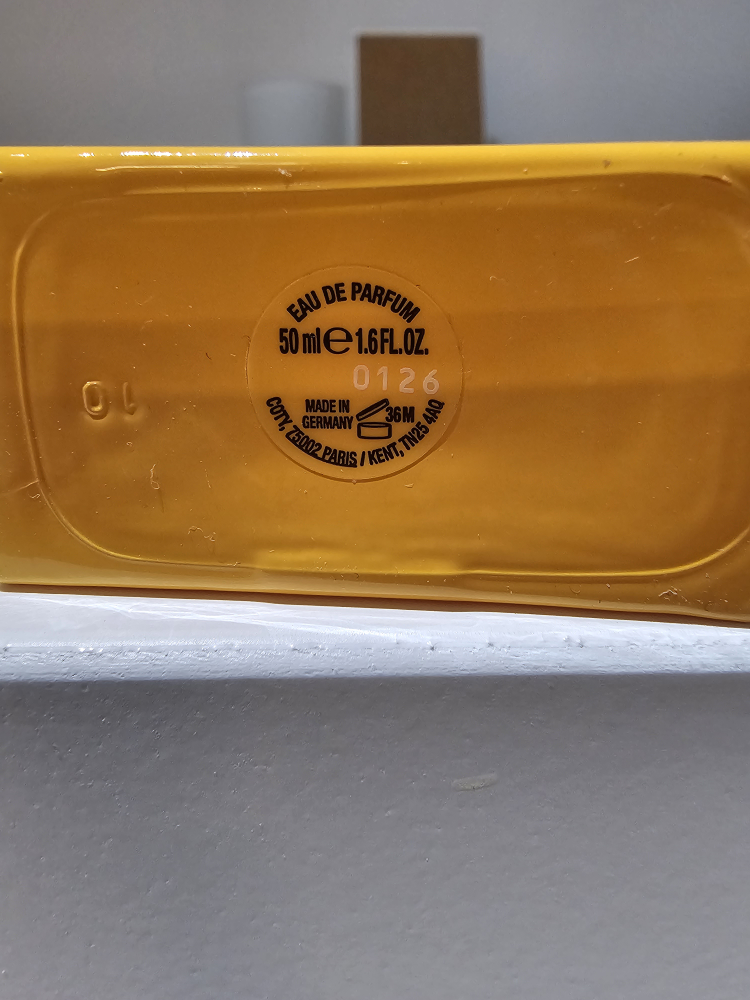 EAU DE PARFUM
50 ml ℮ 1.6 FL.OZ.
0126
MADE IN
GERMANY
36M
COTY, 75002 PARIS / KENT, TN25 4AQ
10